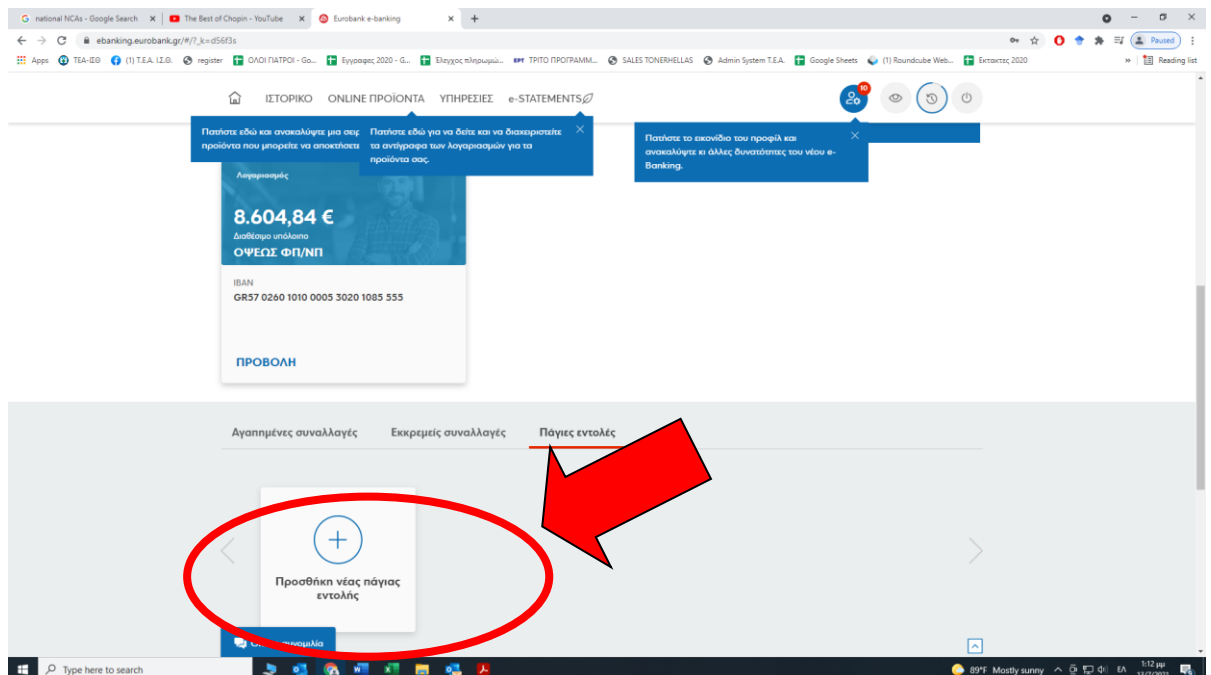 national NCAs - Google Search
The Best of Chopin - YouTube
Eurobank e-banking
ebanking.eurobank.gr/#/?_k=d56f3s
Paused
Apps
TEA-ΙΣΘ
(1) Τ.Ε.Α. Ι.Σ.Θ.
register
ΟΛΟΙ ΓΙΑΤΡΟΙ - Go...
Εγγραφες 2020 - G...
Έλεγχος πληρωμώ...
ΤΡΙΤΟ ΠΡΟΓΡΑΜΜ...
SALES TONERHELLAS
Admin System T.E.A.
Google Sheets
(1) Roundcube Web...
Εκτακτες 2020
»
Reading list
ΙΣΤΟΡΙΚΟ
ONLINE ΠΡΟΪΟΝΤΑ
ΥΠΗΡΕΣΙΕΣ
e-STATEMENTS
10
Πατήστε εδώ και ανακαλύψτε μια σειρ
προϊόντα που μπορείτε να αποκτήσετε
Πατήστε εδώ για να δείτε και να διαχειριστείτε
τα αντίγραφα των λογαριασμών για τα
προϊόντα σας.
Πατήστε το εικονίδιο του προφίλ και
ανακαλύψτε κι άλλες δυνατότητες του νέου e-
Banking.
Λογαριασμός
8.604,84 €
Διαθέσιμο υπόλοιπο
ΟΨΕΩΣ ΦΠ/ΝΠ
IBAN
GR57 0260 1010 0005 3020 1085 555
ΠΡΟΒΟΛΗ
Αγαπημένες συναλλαγές
Εκκρεμείς συναλλαγές
Πάγιες εντολές
Προσθήκη νέας πάγιας
εντολής
συνομιλία
Type here to search
89°F Mostly sunny
ΕΛ
1:12 μμ